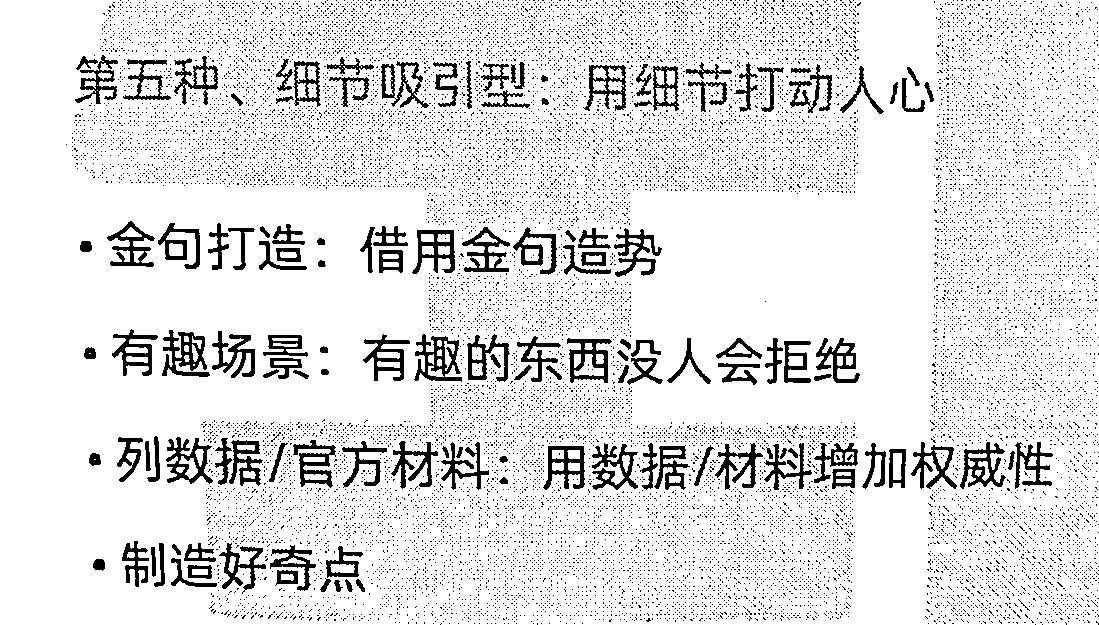 第五种、细节吸引型：用细节打动人心
•金句打造：借用金句造势
•有趣场景：有趣的东西没人会拒绝
•列数据/官方材料：用数据/材料增加权威性
•制造好奇点